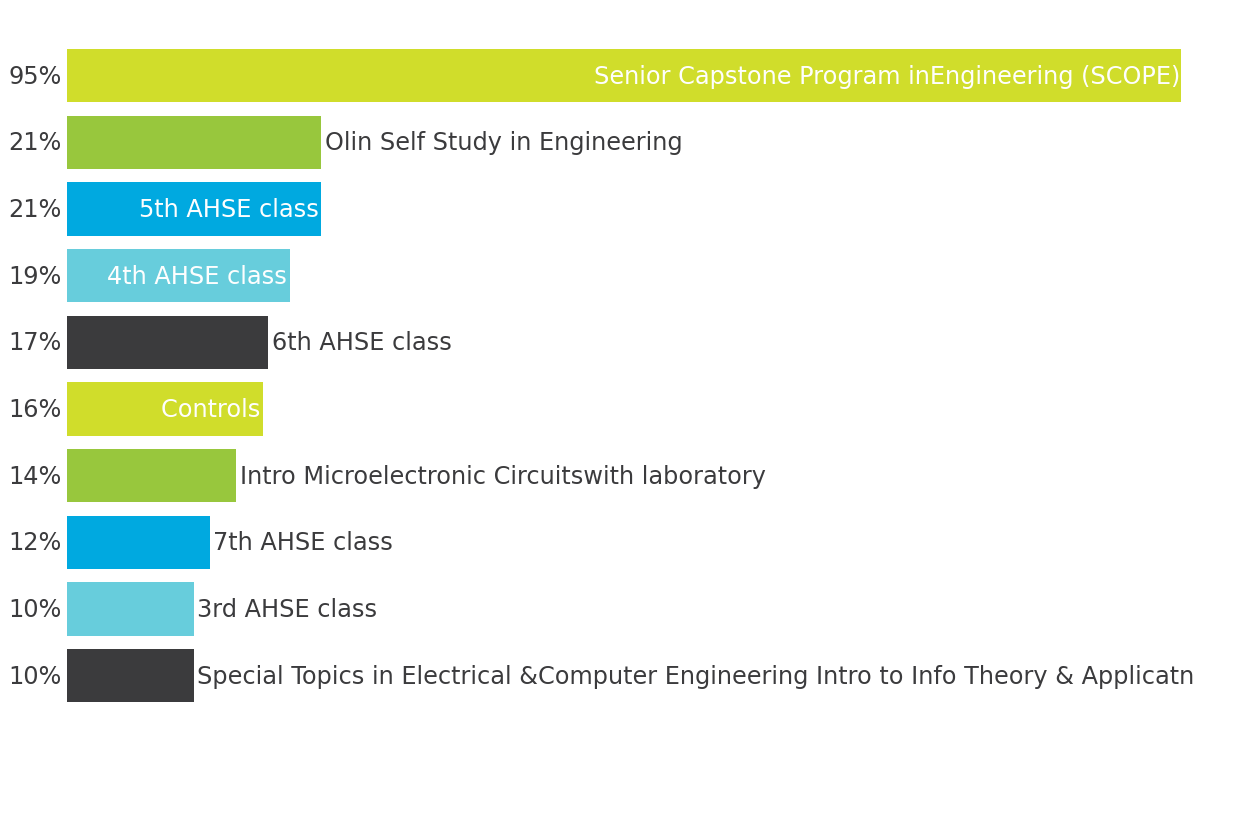 95% Senior Capstone Program inEngineering (SCOPE)
21% Olin Self Study in Engineering
21% 5th AHSE class
19% 4th AHSE class
17% 6th AHSE class
16% Controls
14% Intro Microelectronic Circuitswith laboratory
12% 7th AHSE class
10% 3rd AHSE class
10% Special Topics in Electrical &Computer Engineering Intro to Info Theory & Applicatn